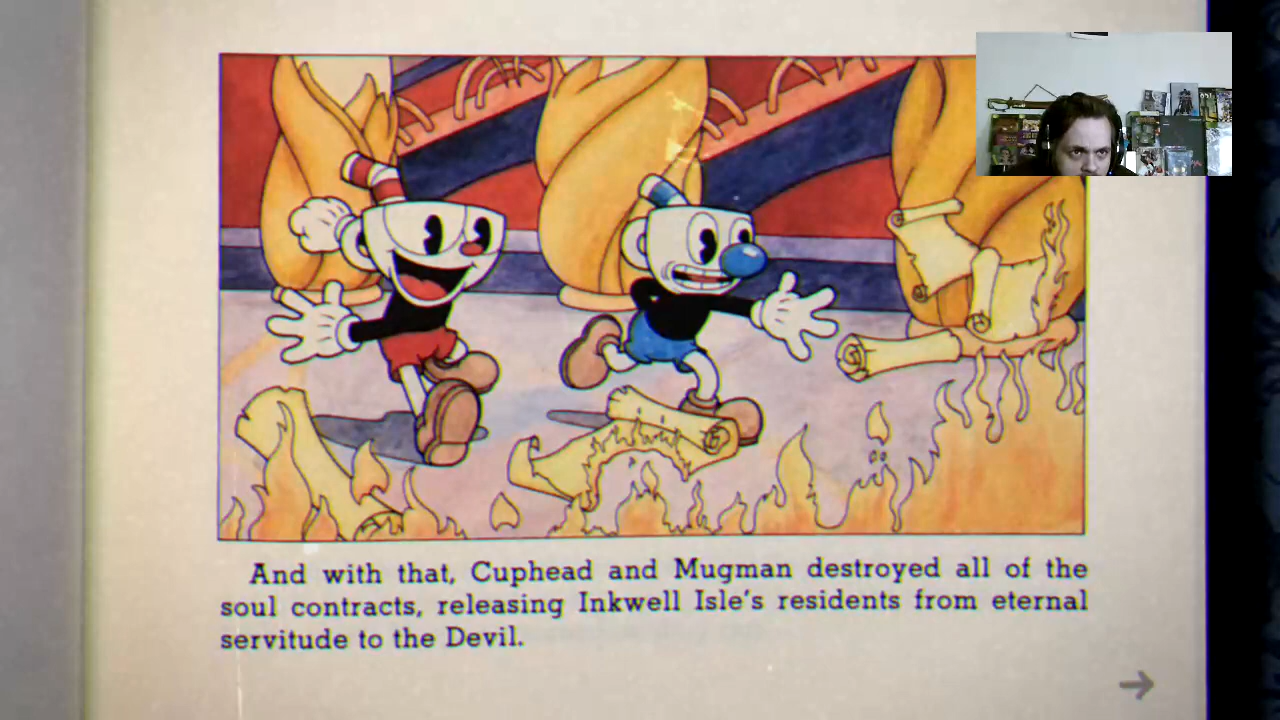 And with that, Cuphead and Mugman destroyed all of the
soul contracts, releasing Inkwell Isle's residents from eternal
servitude to the Devil.